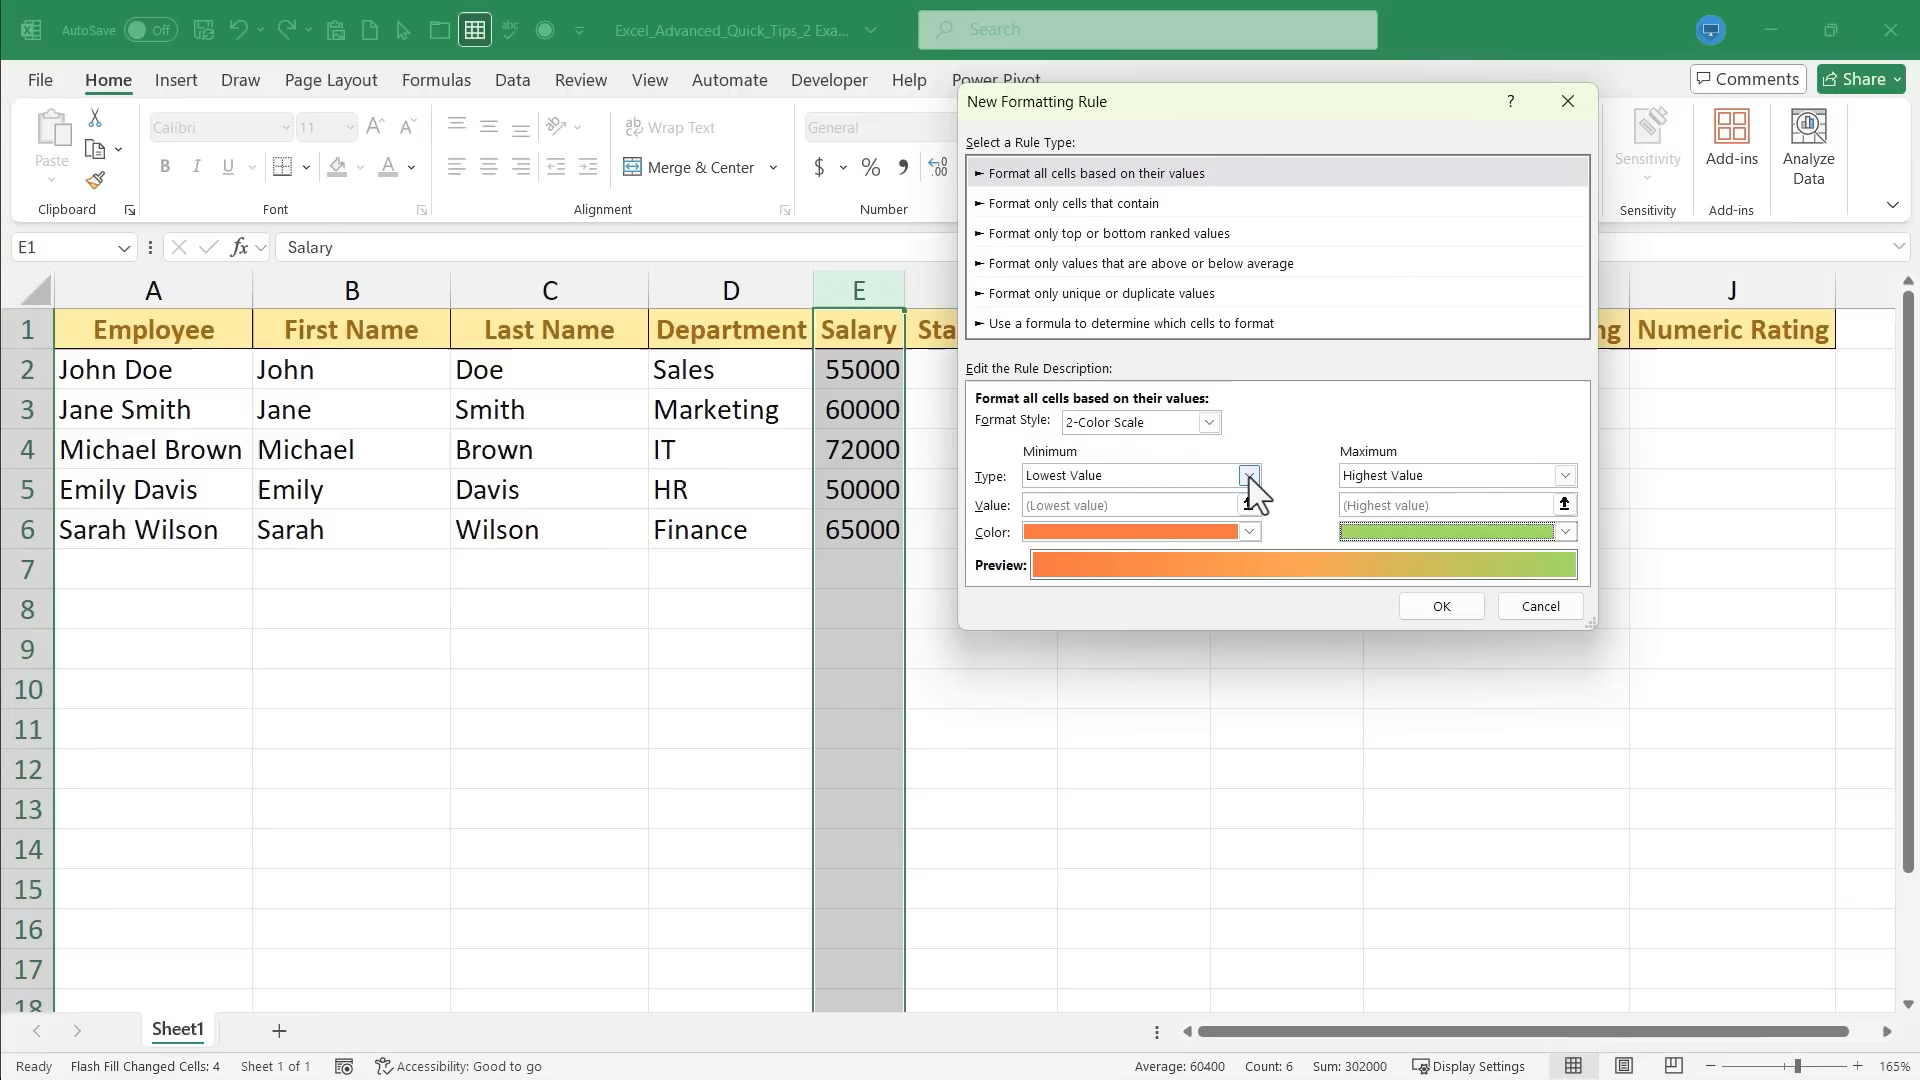 AutoSave Off Excel_Advanced_Quick_Tips_2 Exa... Search
File Home Insert Draw Page Layout Formulas Data Review View Automate Developer Help Power Pivot Comments Share
Paste
Calibri 11
B I U A
Wrap Text
Merge & Center
General
$ % ,
Sensitivity
Add-ins
Analyze
Data
Clipboard Font Alignment Number Sensitivity Add-ins
E1 fx Salary
A B C D E J
1 Employee First Name Last Name Department Salary Sta ng Numeric Rating
2 John Doe John Doe Sales 55000
3 Jane Smith Jane Smith Marketing 60000
4 Michael Brown Michael Brown IT 72000
5 Emily Davis Emily Davis HR 50000
6 Sarah Wilson Sarah Wilson Finance 65000
7
8
9
10
11
12
13
14
15
16
17
18
New Formatting Rule ?
Select a Rule Type:
► Format all cells based on their values
► Format only cells that contain
► Format only top or bottom ranked values
► Format only values that are above or below average
► Format only unique or duplicate values
► Use a formula to determine which cells to format
Edit the Rule Description:
Format all cells based on their values:
Format Style: 2-Color Scale
Minimum Maximum
Type: Lowest Value Highest Value
Value: (Lowest value) (Highest value)
Color:
Preview:
OK Cancel
Sheet1
Ready Flash Fill Changed Cells: 4 Sheet 1 of 1 Accessibility: Good to go Average: 60400 Count: 6 Sum: 302000 Display Settings 165%